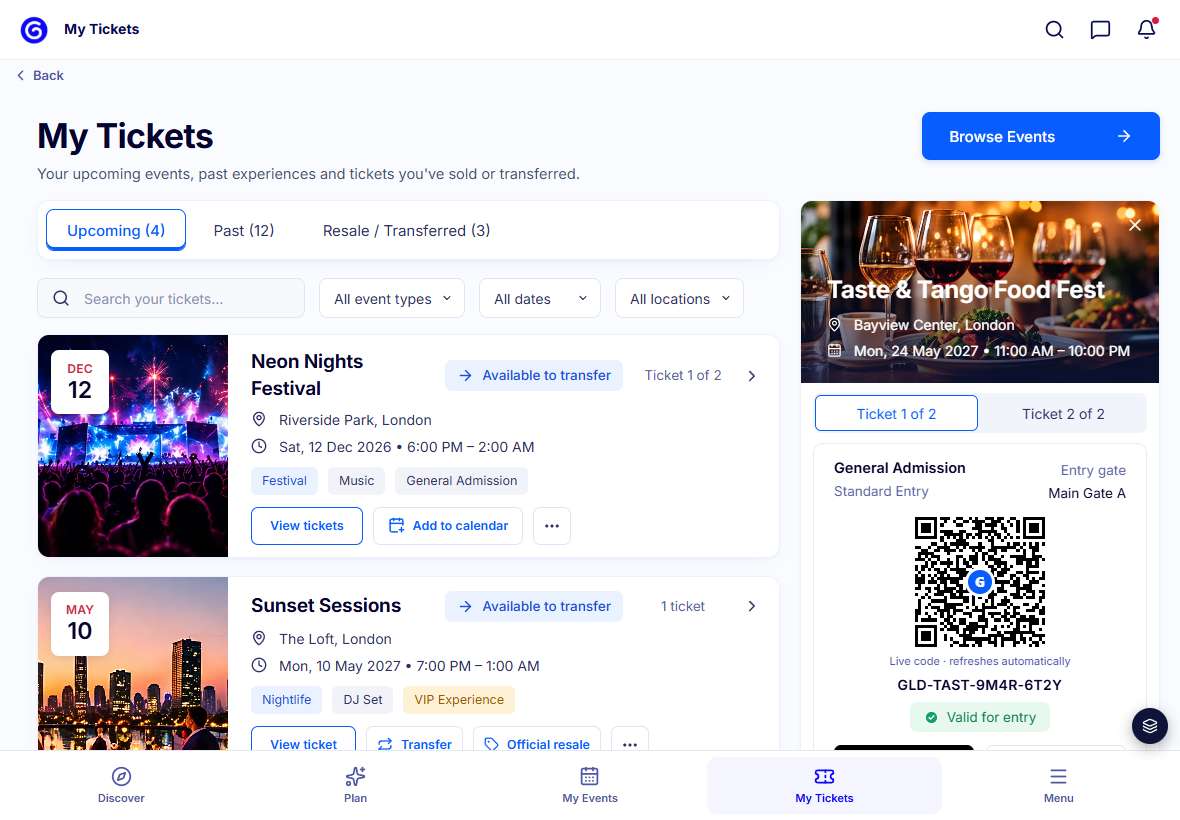 My Tickets
Back
My Tickets
Browse Events
Your upcoming events, past experiences and tickets you've sold or transferred.
Upcoming (4)
Past (12)
Resale / Transferred (3)
Search your tickets...
All event types
All dates
All locations
DEC
12
Neon Nights
Festival
Available to transfer
Ticket 1 of 2
Riverside Park, London
Sat, 12 Dec 2026 • 6:00 PM – 2:00 AM
Festival
Music
General Admission
View tickets
Add to calendar
MAY
10
Sunset Sessions
Available to transfer
1 ticket
The Loft, London
Mon, 10 May 2027 • 7:00 PM – 1:00 AM
Nightlife
DJ Set
VIP Experience
View ticket
Transfer
Official resale
Taste & Tango Food Fest
Bayview Center, London
Mon, 24 May 2027 • 11:00 AM – 10:00 PM
Ticket 1 of 2
Ticket 2 of 2
General Admission
Standard Entry
Entry gate
Main Gate A
G
Live code · refreshes automatically
GLD-TAST-9M4R-6T2Y
Valid for entry
Discover
Plan
My Events
My Tickets
Menu